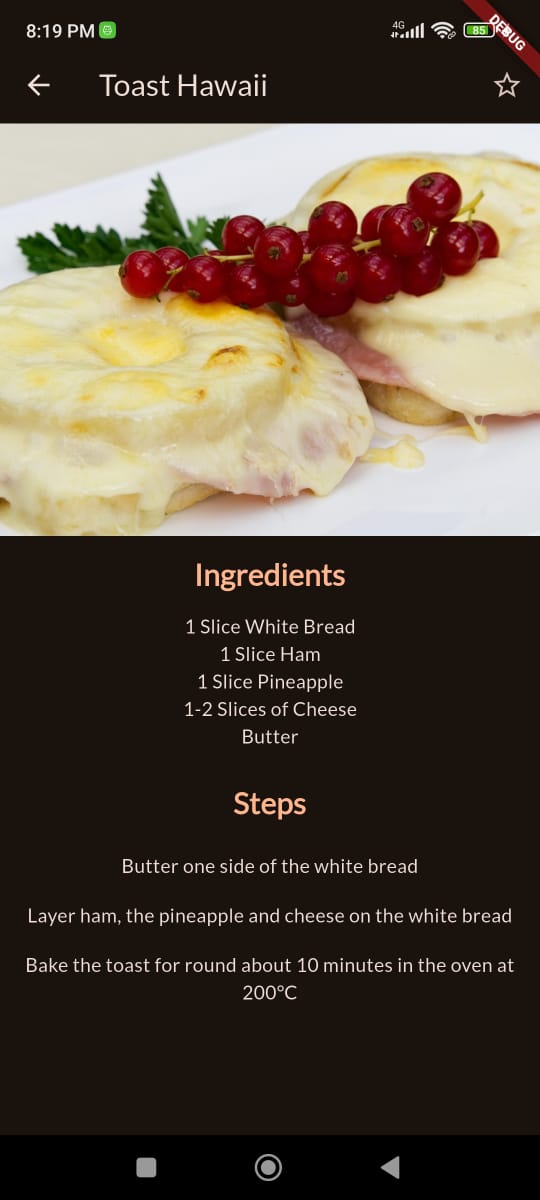 8:19 PM
4G
85
DEBUG
Toast Hawaii
Ingredients
1 Slice White Bread
1 Slice Ham
1 Slice Pineapple
1-2 Slices of Cheese
Butter
Steps
Butter one side of the white bread
Layer ham, the pineapple and cheese on the white bread
Bake the toast for round about 10 minutes in the oven at
200°C